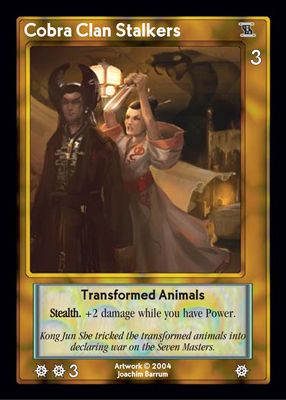 Cobra Clan Stalkers
3
Transformed Animals
Stealth. +2 damage while you have Power.
Kong Jun She tricked the transformed animals into
declaring war on the Seven Masters.
3
Artwork © 2004
Joachim Barrum